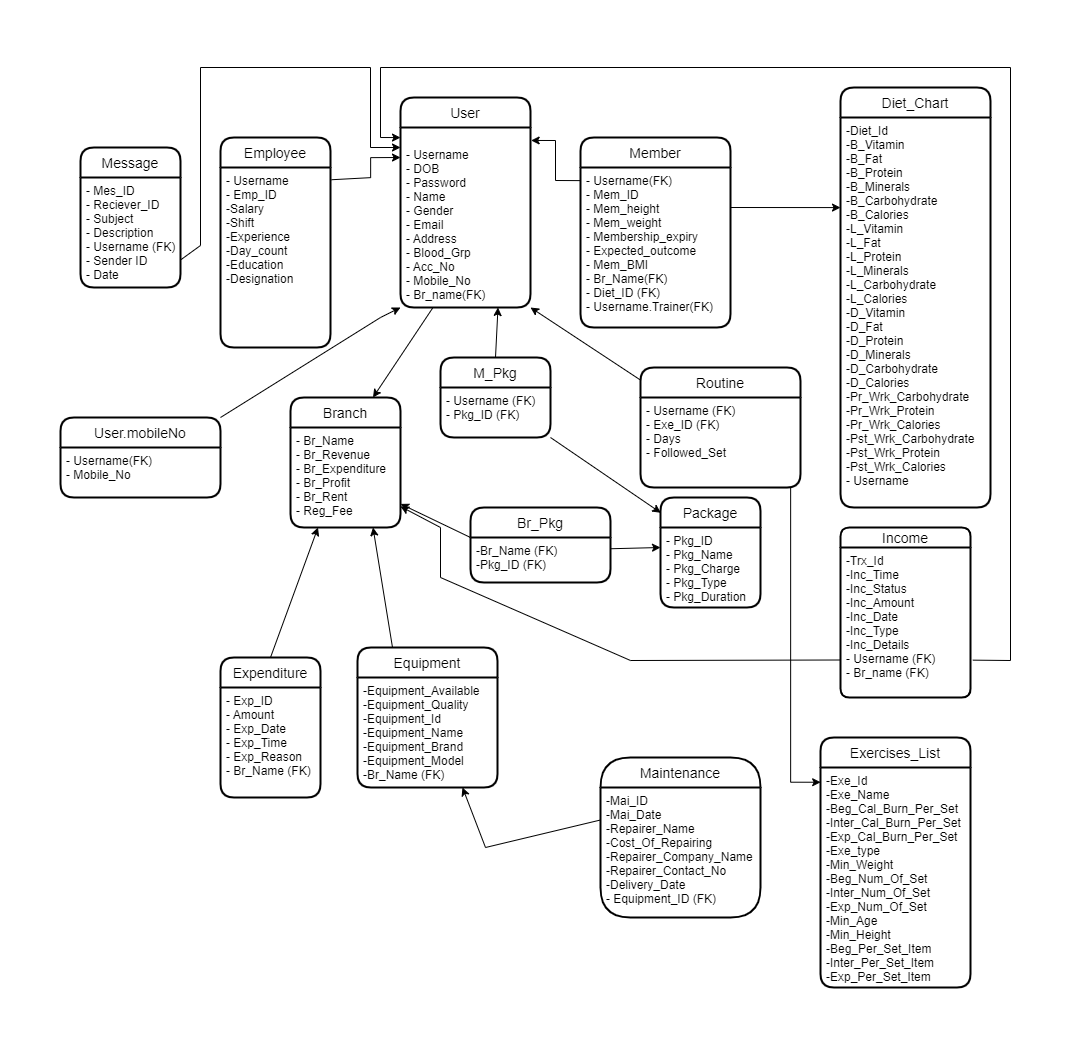 User
- Username
- DOB
- Password
- Name
- Gender
- Email
- Address
- Blood_Grp
- Acc_No
- Mobile_No
- Br_name(FK)
Diet_Chart
-Diet_Id
-B_Vitamin
-B_Fat
-B_Protein
-B_Minerals
-B_Carbohydrate
-B_Calories
-L_Vitamin
-L_Fat
-L_Protein
-L_Minerals
-L_Carbohydrate
-L_Calories
-D_Vitamin
-D_Fat
-D_Protein
-D_Minerals
-D_Carbohydrate
-D_Calories
-Pr_Wrk_Carbohydrate
-Pr_Wrk_Protein
-Pr_Wrk_Calories
-Pst_Wrk_Carbohydrate
-Pst_Wrk_Protein
-Pst_Wrk_Calories
- Username
Message
- Mes_ID
- Reciever_ID
- Subject
- Description
- Username (FK)
- Sender ID
- Date
Employee
- Username
- Emp_ID
-Salary
-Shift
-Experience
-Day_count
-Education
-Designation
Member
- Username(FK)
- Mem_ID
- Mem_height
- Mem_weight
- Membership_expiry
- Expected_outcome
- Mem_BMI
- Br_Name(FK)
- Diet_ID (FK)
- Username.Trainer(FK)
M_Pkg
- Username (FK)
- Pkg_ID (FK)
Routine
- Username (FK)
- Exe_ID (FK)
- Days
- Followed_Set
User.mobileNo
- Username(FK)
- Mobile_No
Branch
- Br_Name
- Br_Revenue
- Br_Expenditure
- Br_Profit
- Br_Rent
- Reg_Fee
Br_Pkg
-Br_Name (FK)
-Pkg_ID (FK)
Package
- Pkg_ID
- Pkg_Name
- Pkg_Charge
- Pkg_Type
- Pkg_Duration
Income
-Trx_Id
-Inc_Time
-Inc_Status
-Inc_Amount
-Inc_Date
-Inc_Type
-Inc_Details
- Username (FK)
- Br_name (FK)
Expenditure
- Exp_ID
- Amount
- Exp_Date
- Exp_Time
- Exp_Reason
- Br_Name (FK)
Equipment
-Equipment_Available
-Equipment_Quality
-Equipment_Id
-Equipment_Name
-Equipment_Brand
-Equipment_Model
-Br_Name (FK)
Maintenance
-Mai_ID
-Mai_Date
-Repairer_Name
-Cost_Of_Repairing
-Repairer_Company_Name
-Repairer_Contact_No
-Delivery_Date
- Equipment_ID (FK)
Exercises_List
-Exe_Id
-Exe_Name
-Beg_Cal_Burn_Per_Set
-Inter_Cal_Burn_Per_Set
-Exp_Cal_Burn_Per_Set
-Exe_type
-Min_Weight
-Beg_Num_Of_Set
-Inter_Num_Of_Set
-Exp_Num_Of_Set
-Min_Age
-Min_Height
-Beg_Per_Set_Item
-Inter_Per_Set_Item
-Exp_Per_Set_Item